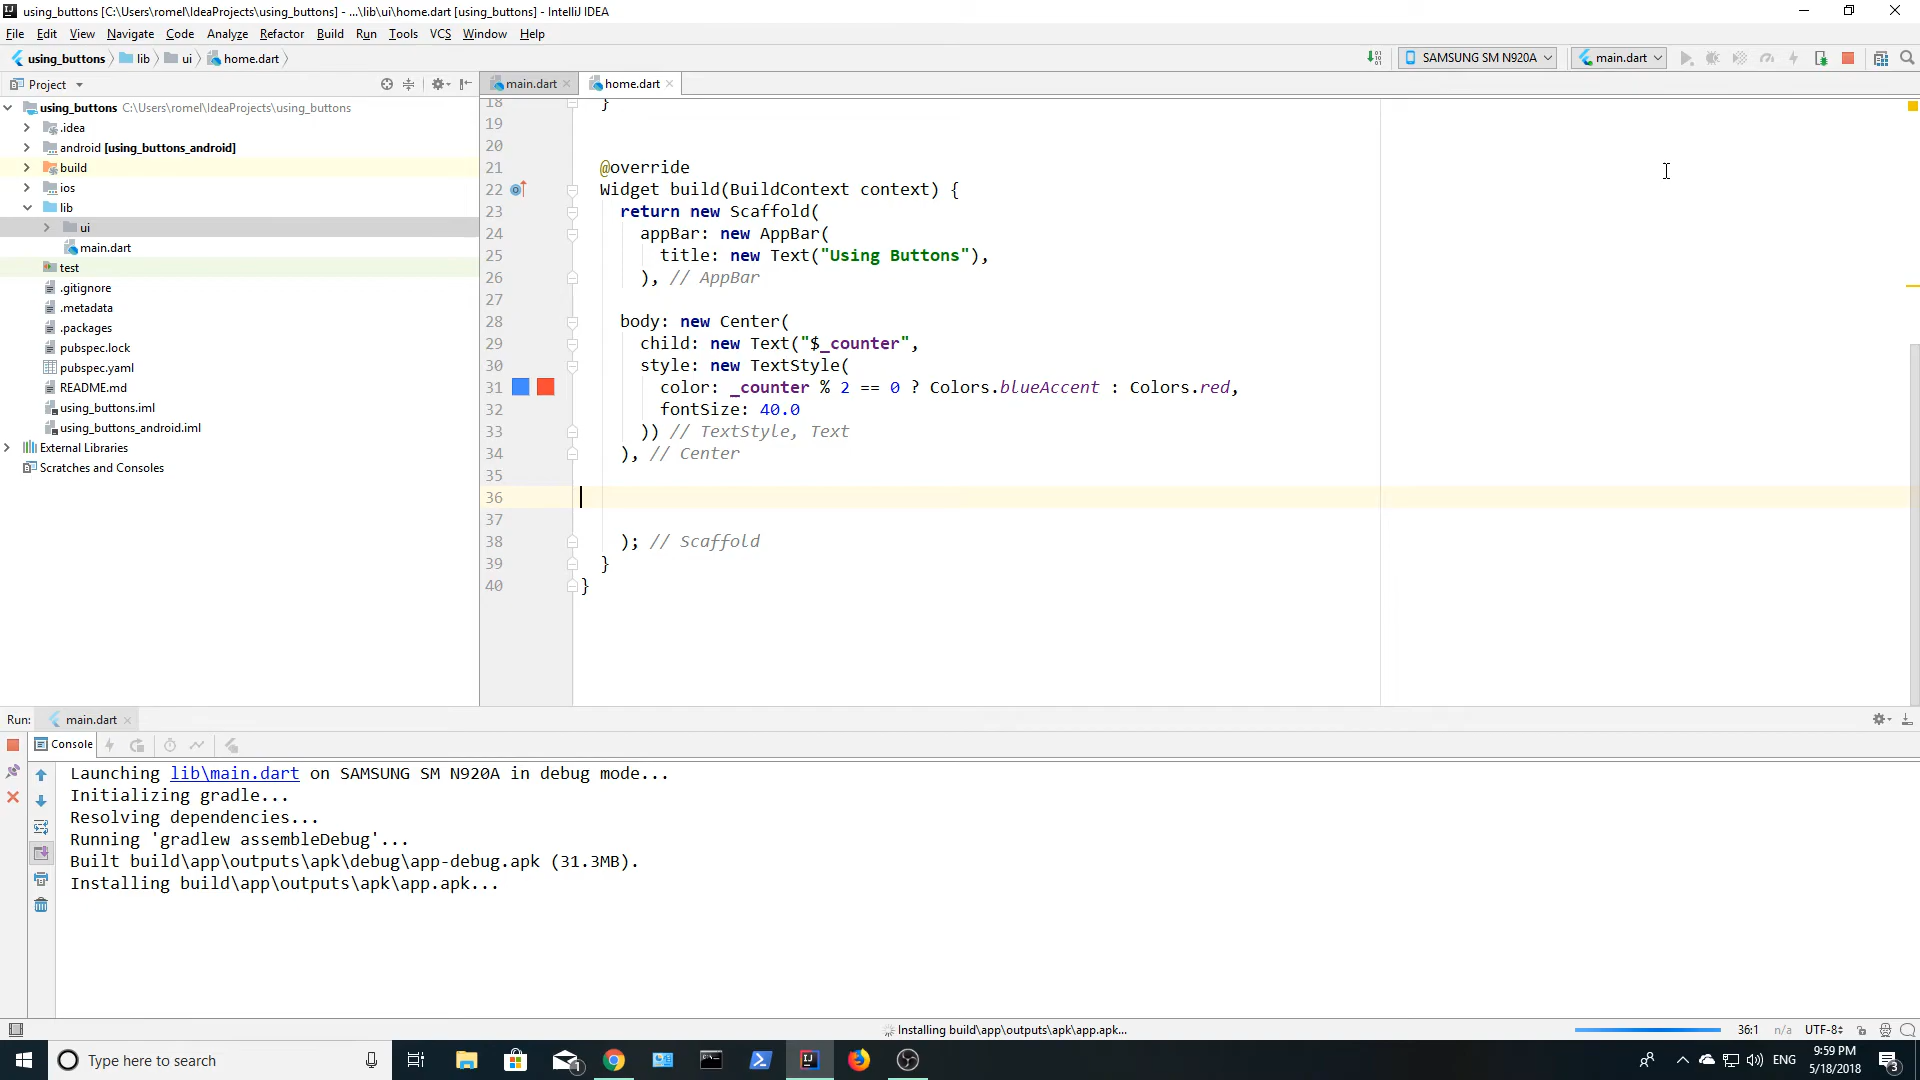 using_buttons [C:\Users\romel\IdeaProjects\using_buttons] - ...\lib\ui\home.dart [using_buttons] - IntelliJ IDEA
File Edit View Navigate Code Analyze Refactor Build Run Tools VCS Window Help
using_buttons lib ui home.dart
SAMSUNG SM N920A main.dart
Project
main.dart home.dart
using_buttons C:\Users\romel\IdeaProjects\using_buttons
.idea
android [using_buttons_android]
build
ios
lib
ui
main.dart
test
.gitignore
.metadata
.packages
pubspec.lock
pubspec.yaml
README.md
using_buttons.iml
using_buttons_android.iml
External Libraries
Scratches and Consoles
18 }
19
20
21 @override
22 Widget build(BuildContext context) {
23 return new Scaffold(
24 appBar: new AppBar(
25 title: new Text("Using Buttons"),
26 ), // AppBar
27
28 body: new Center(
29 child: new Text("$_counter",
30 style: new TextStyle(
31 color: _counter % 2 == 0 ? Colors.blueAccent : Colors.red,
32 fontSize: 40.0
33 )) // TextStyle, Text
34 ), // Center
35
36
37
38 ); // Scaffold
39 }
40 }
Run: main.dart
Console
Launching lib\main.dart on SAMSUNG SM N920A in debug mode...
Initializing gradle...
Resolving dependencies...
Running 'gradlew assembleDebug'...
Built build\app\outputs\apk\debug\app-debug.apk (31.3MB).
Installing build\app\outputs\apk\app.apk...
Installing build\app\outputs\apk\app.apk... 36:1 n/a UTF-8
Type here to search
1
ENG
9:59 PM
5/18/2018
3